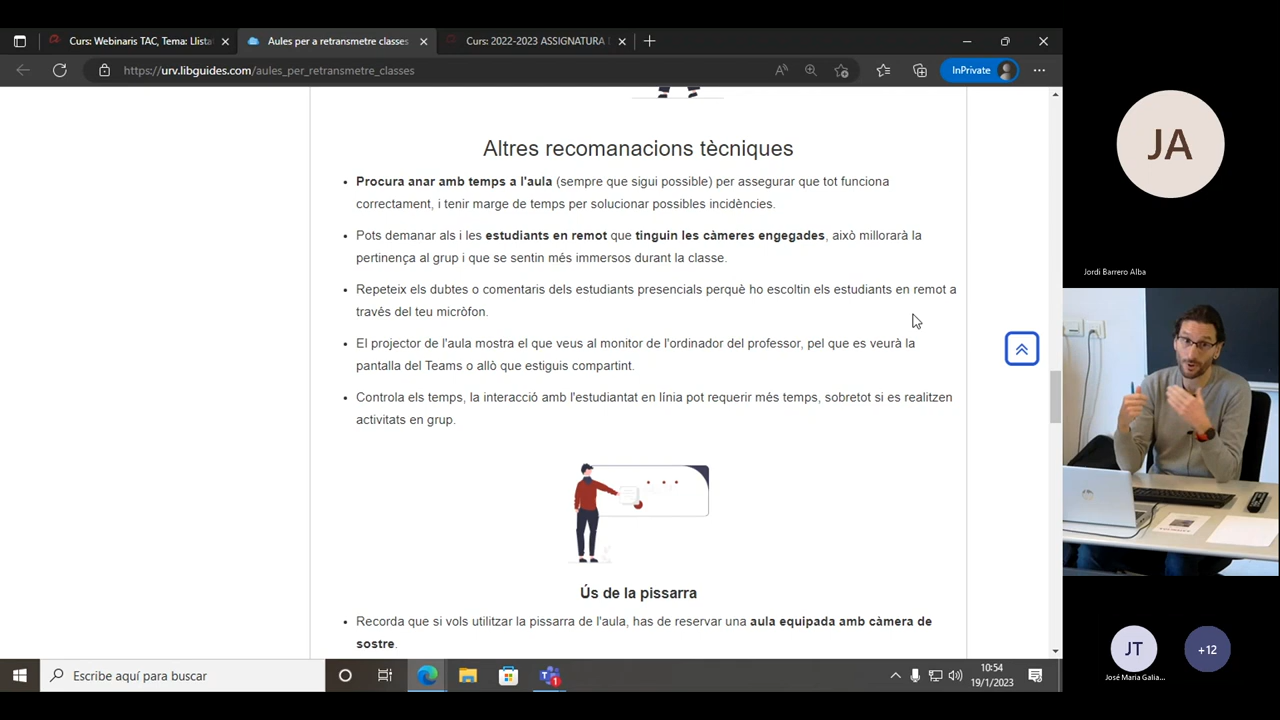 Curs: Webinaris TAC, Tema: Llista
Aules per a retransmetre classes
Curs: 2022-2023 ASSIGNATURA
https://urv.libguides.com/aules_per_retransmetre_classes
InPrivate
Altres recomanacions tècniques
Procura anar amb temps a l'aula (sempre que sigui possible) per assegurar que tot funciona
correctament, i tenir marge de temps per solucionar possibles incidències.
Pots demanar als i les estudiants en remot que tinguin les càmeres engegades, això millorarà la
pertinença al grup i que se sentin més immersos durant la classe.
Repeteix els dubtes o comentaris dels estudiants presencials perquè ho escoltin els estudiants en remot a
través del teu micròfon.
El projector de l'aula mostra el que veus al monitor de l'ordinador del professor, pel que es veurà la
pantalla del Teams o allò que estiguis compartint.
Controla els temps, la interacció amb l'estudiantat en línia pot requerir més temps, sobretot si es realitzen
activitats en grup.
Ús de la pissarra
Recorda que si vols utilitzar la pissarra de l'aula, has de reservar una aula equipada amb càmera de
sostre.
Escribe aquí para buscar
1
10:54
19/1/2023
JA
Jordi Barrero Alba
JT
+12
José Maria Galia...